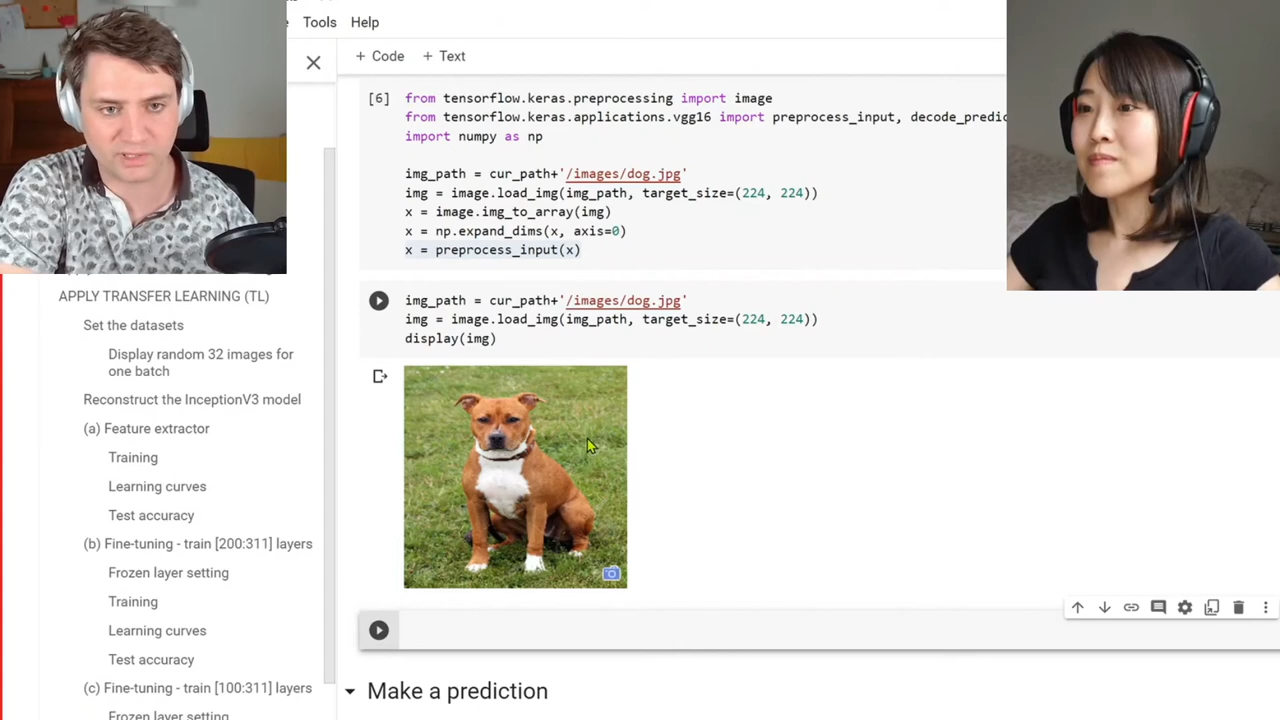 Tools Help
+ Code + Text
[6] from tensorflow.keras.preprocessing import image
from tensorflow.keras.applications.vgg16 import preprocess_input,
import numpy as np
img_path = cur_path+'/images/dog.jpg'
img = image.load_img(img_path, target_size=(224, 224))
x = image.img_to_array(img)
x = np.expand_dims(x, axis=0)
x = preprocess_input(x)
img_path = cur_path+'/images/dog.jpg'
img = image.load_img(img_path, target_size=(224, 224))
display(img)
APPLY TRANSFER LEARNING (TL)
Set the datasets
Display random 32 images for
one batch
Reconstruct the InceptionV3 model
(a) Feature extractor
Training
Learning curves
Test accuracy
(b) Fine-tuning - train [200:311] layers
Frozen layer setting
Training
Learning curves
Test accuracy
(c) Fine-tuning - train [100:311] layers
Frozen layer setting
Make a prediction